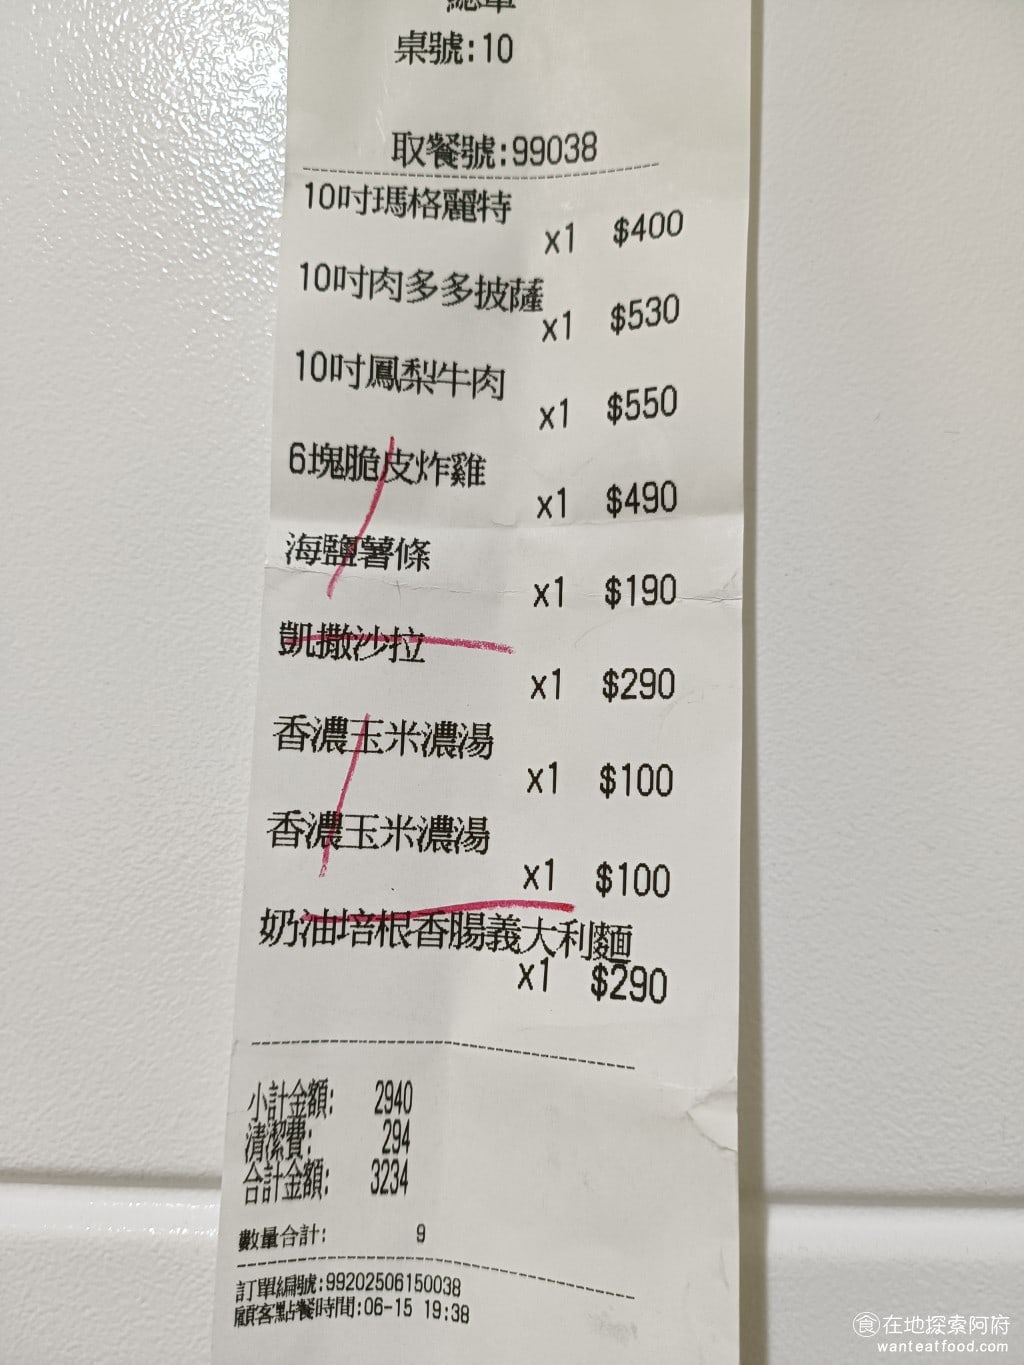 總單
桌號:10
取餐號:99038
10吋瑪格麗特
x1 $400
10吋肉多多披薩
x1 $530
10吋鳳梨牛肉
x1 $550
6塊脆皮炸雞
x1 $490
海鹽薯條
x1 $190
凱撒沙拉
x1 $290
香濃玉米濃湯
x1 $100
香濃玉米濃湯
x1 $100
奶油培根香腸義大利麵
x1 $290
小計金額: 2940
清潔費: 294
合計金額: 3234
數量合計: 9
訂單編號:99202506150038
顧客點餐時間:06-15 19:38
食在地探索阿府
wanteatfood.com